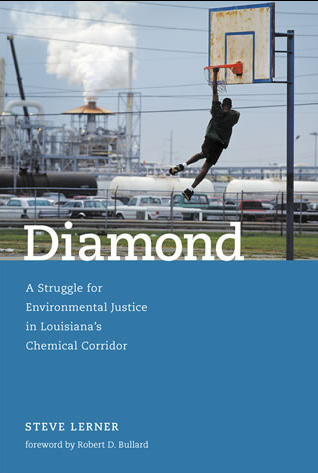 Diamond
A Struggle for
Environmental Justice
in Louisiana's
Chemical Corridor
STEVE LERNER
foreword by Robert D. Bullard